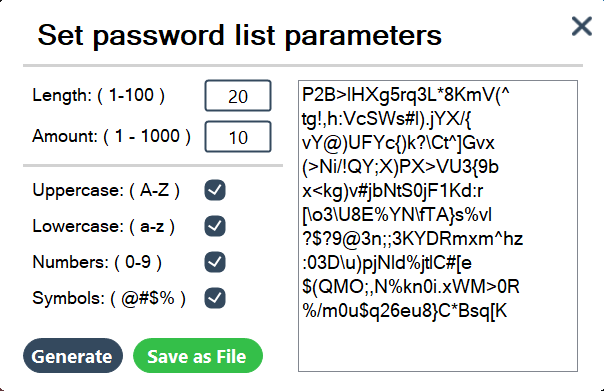 Set password list parameters
Length: ( 1-100 )
20
Amount: ( 1 - 1000 )
10
Uppercase: ( A-Z )
Lowercase: ( a-z )
Numbers: ( 0-9 )
Symbols: ( @#$% )
Generate
Save as File
P2B>lHXg5rq3L*8KmV(^
tg!,h:VcSWs#l).jYX/{
vY@)UFYc{)k?\Ct^]Gvx
(>Ni/!QY;X)PX>VU3{9b
x<kg)v#jbNtS0jF1Kd:r
[\o3\U8E%YN\fTA}s%vl
?$?9@3n;;3KYDRmxm^hz
:03D\u)pjNld%jtlC#[e
$(QMO;,N%kn0i.xWM>0R
%/m0u$q26eu8}C*Bsq[K